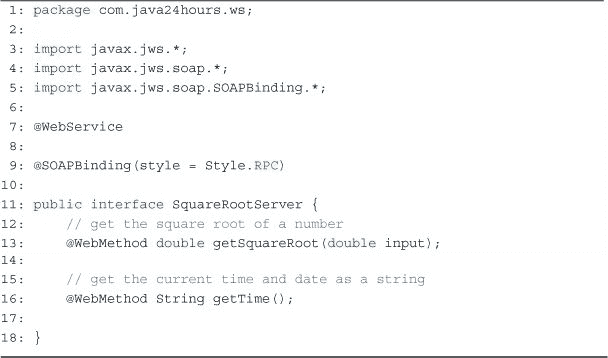 1: package com.java24hours.ws;
2:
3: import javax.jws.*;
4: import javax.jws.soap.*;
5: import javax.jws.soap.SOAPBinding.*;
6:
7: @WebService
8:
9: @SOAPBinding(style = Style.RPC)
10:
11: public interface SquareRootServer {
12:     // get the square root of a number
13:     @WebMethod double getSquareRoot(double input);
14:
15:     // get the current time and date as a string
16:     @WebMethod String getTime();
17:
18: }